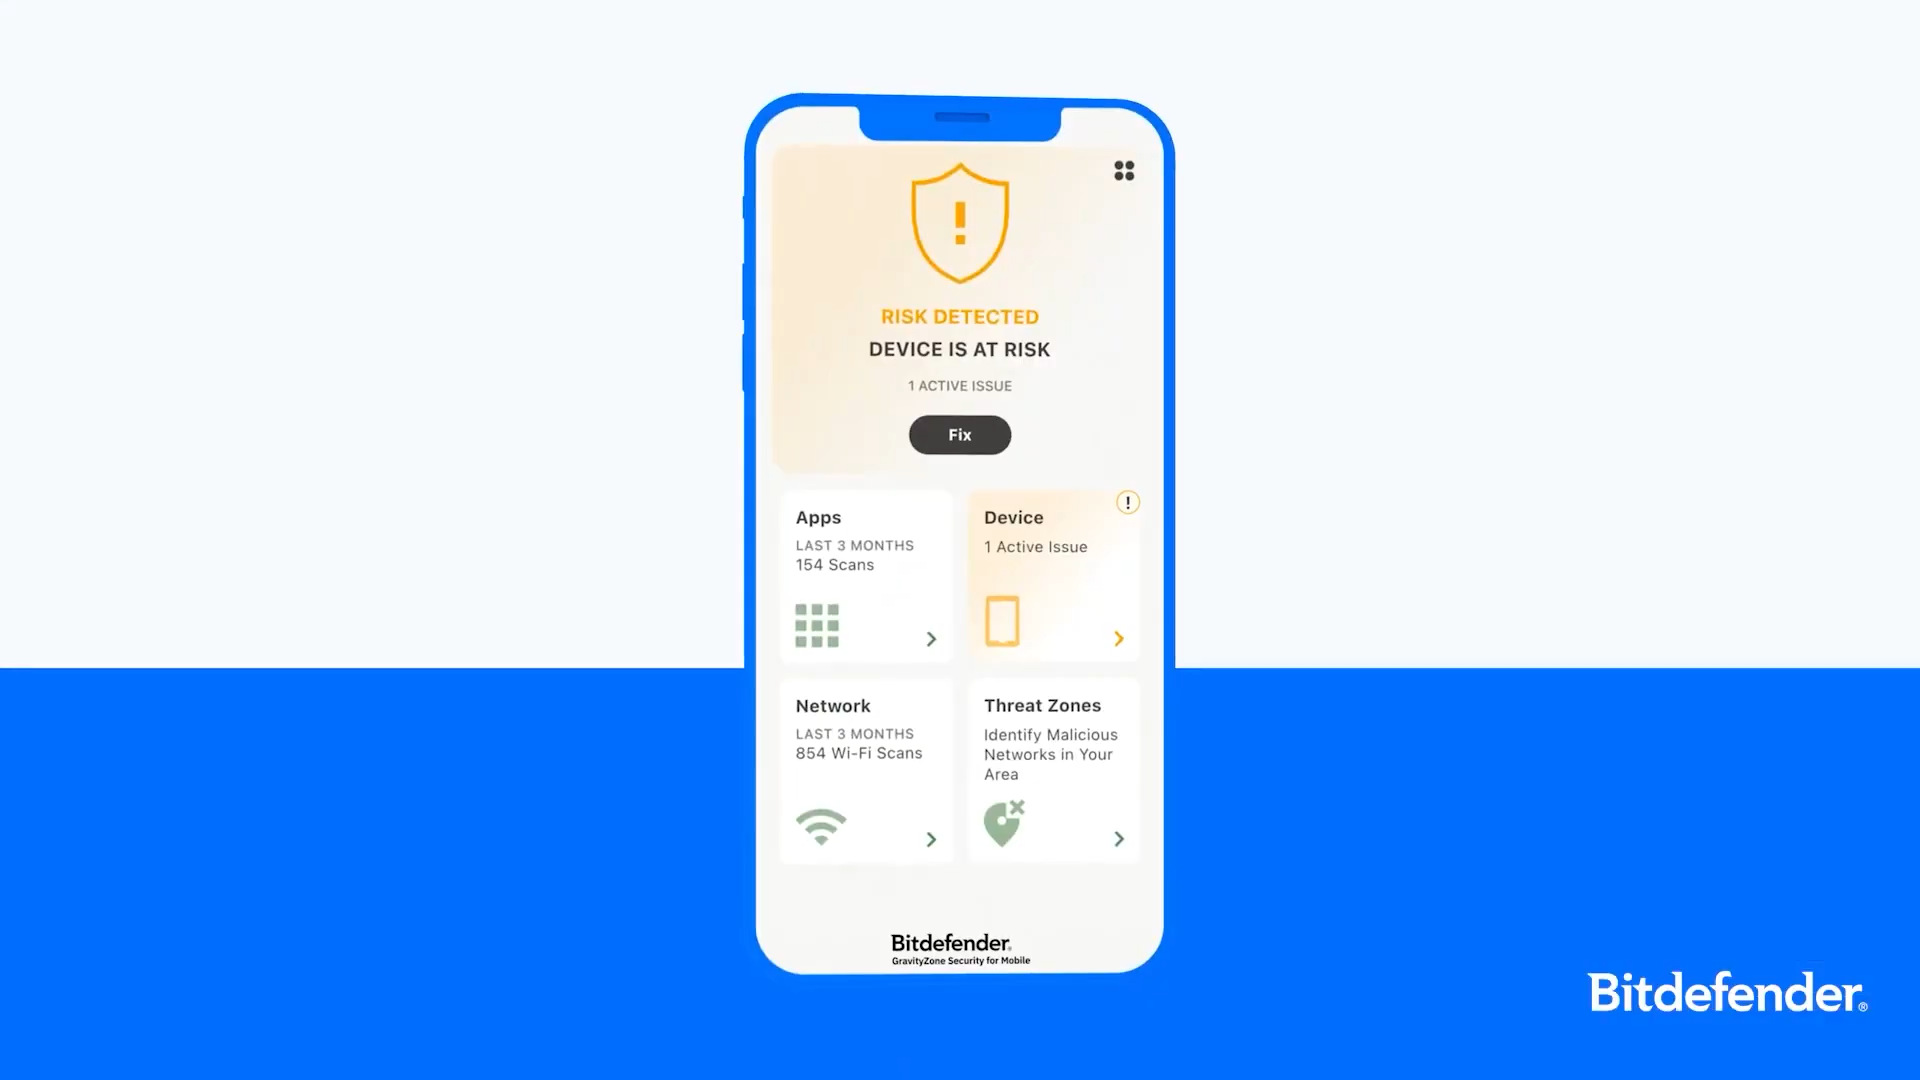 RISK DETECTED
DEVICE IS AT RISK
1 ACTIVE ISSUE
Fix
Apps
LAST 3 MONTHS
154 Scans
Device
1 Active Issue
Network
LAST 3 MONTHS
854 Wi-Fi Scans
Threat Zones
Identify Malicious
Networks in Your
Area
Bitdefender®
GravityZone Security for Mobile
Bitdefender®